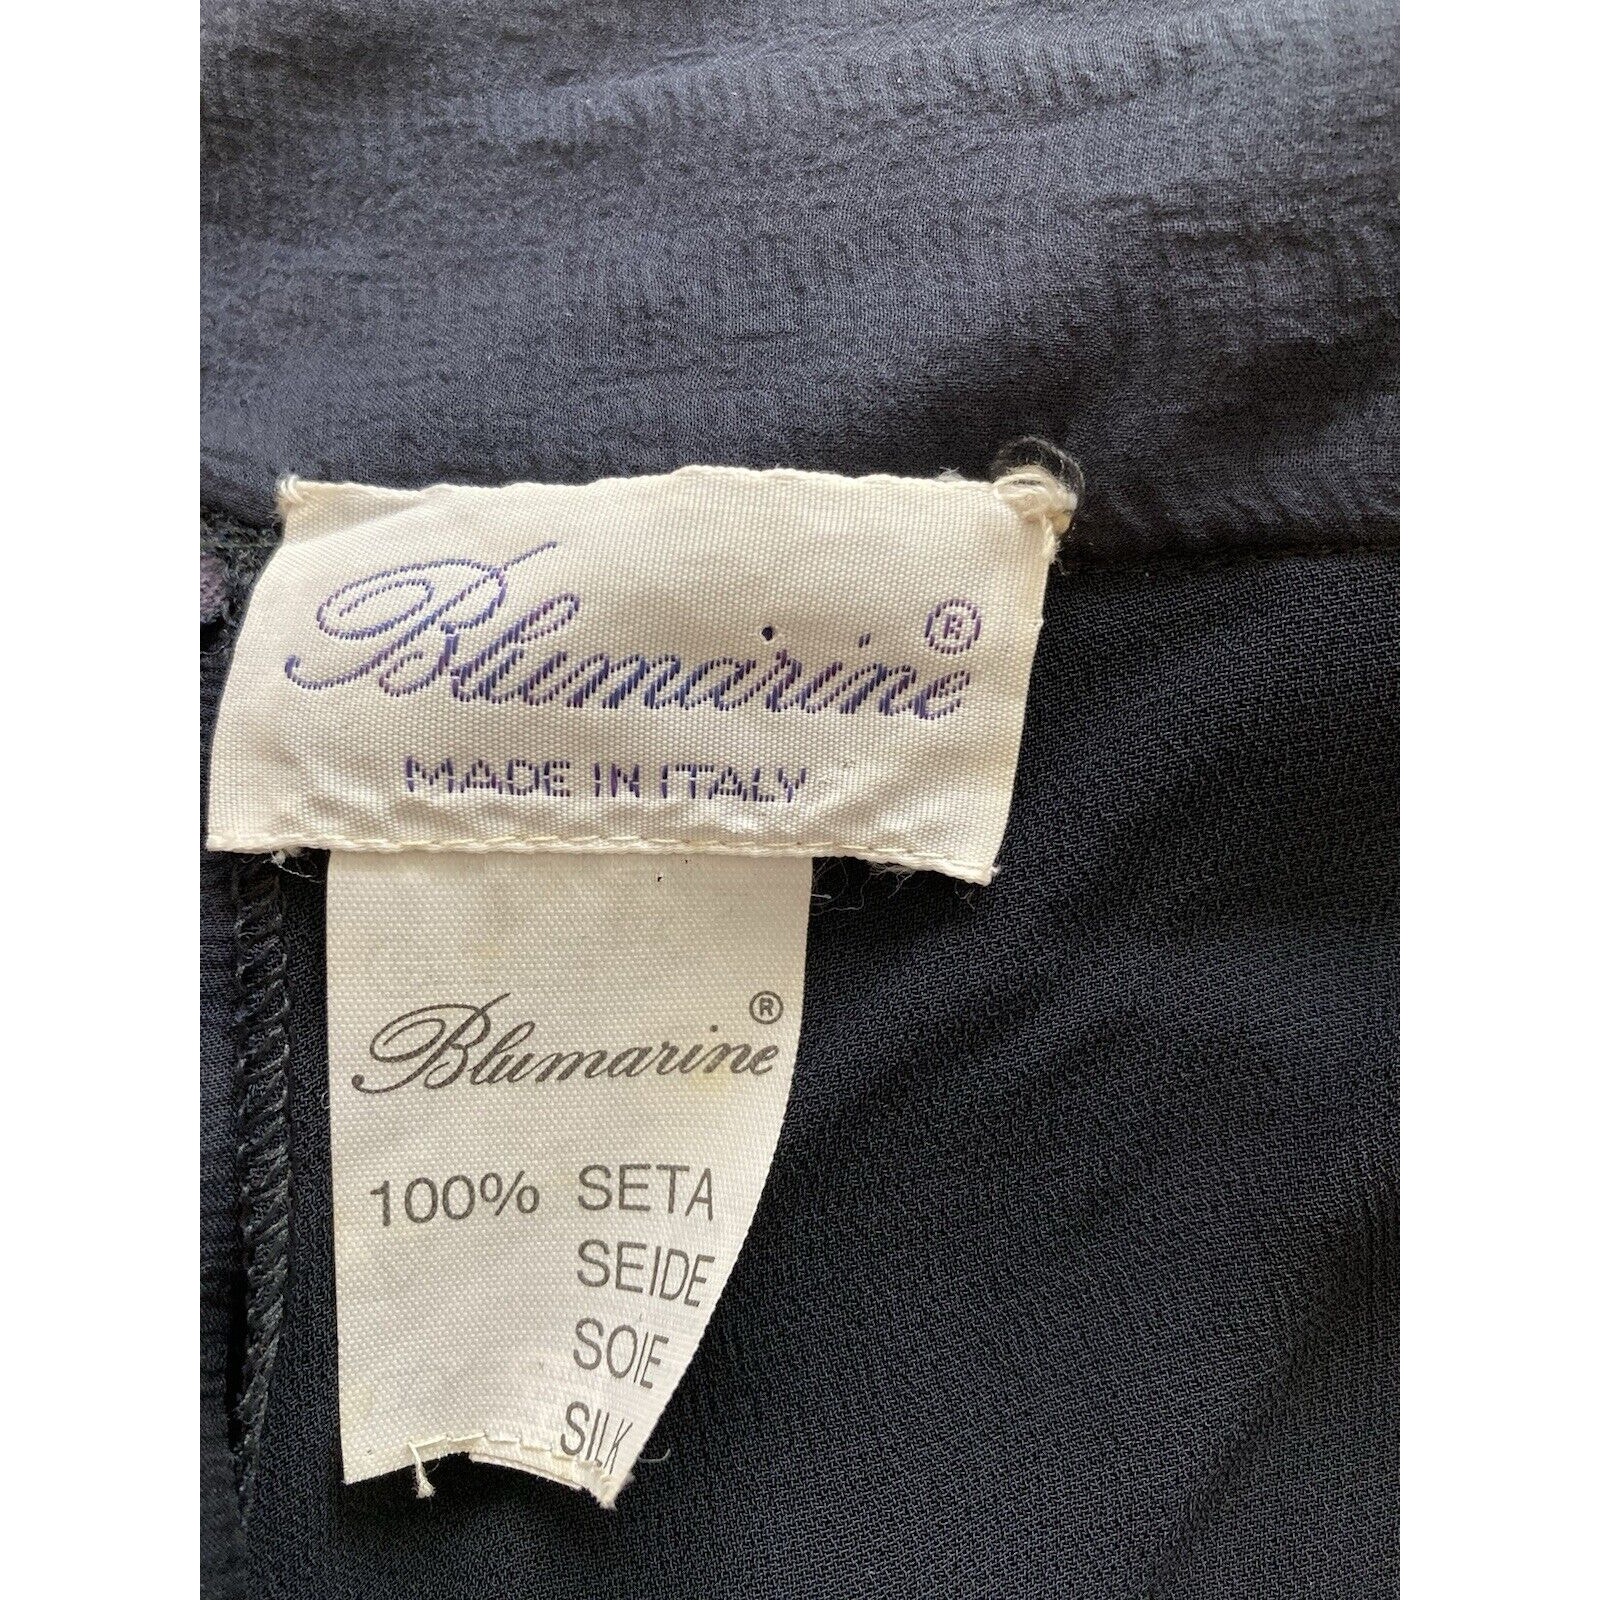 Blumarine®
MADE IN ITALY
Blumarine®
100% SETA
SEIDE
SOIE
SILK